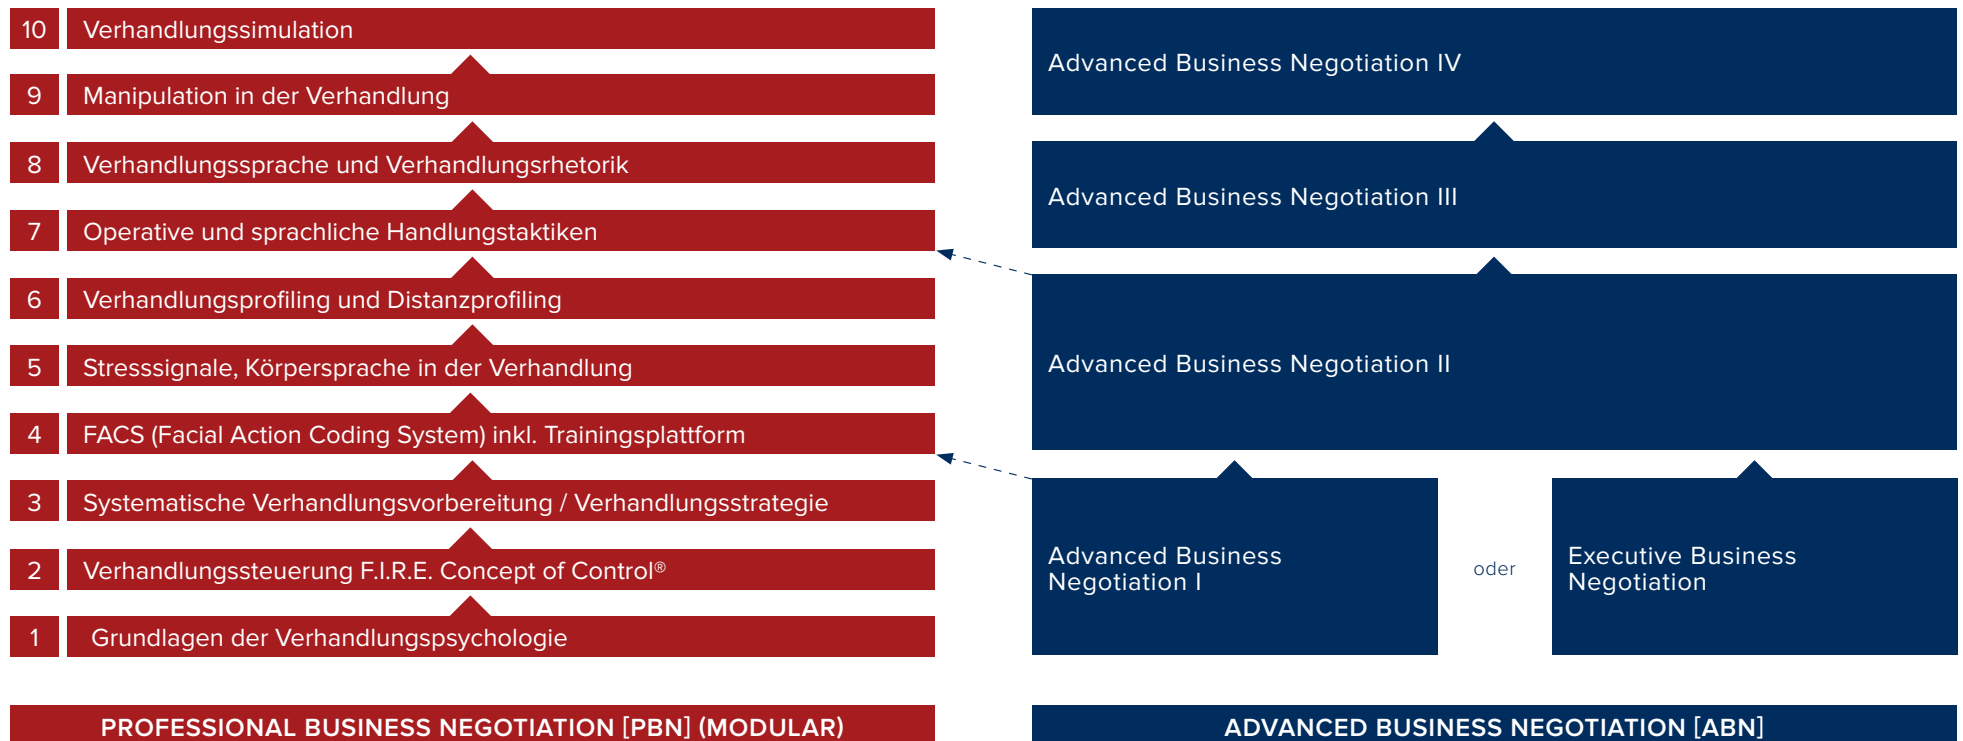 10 Verhandlungssimulation
9 Manipulation in der Verhandlung
8 Verhandlungssprache und Verhandlungsrhetorik
7 Operative und sprachliche Handlungstaktiken
6 Verhandlungsprofiling und Distanzprofiling
5 Stresssignale, Körpersprache in der Verhandlung
4 FACS (Facial Action Coding System) inkl. Trainingsplattform
3 Systematische Verhandlungsvorbereitung / Verhandlungsstrategie
2 Verhandlungssteuerung F.I.R.E. Concept of Control®
1 Grundlagen der Verhandlungspsychologie
PROFESSIONAL BUSINESS NEGOTIATION [PBN] (MODULAR)
Advanced Business Negotiation IV
Advanced Business Negotiation III
Advanced Business Negotiation II
Advanced Business
Negotiation I
oder
Executive Business
Negotiation
ADVANCED BUSINESS NEGOTIATION [ABN]